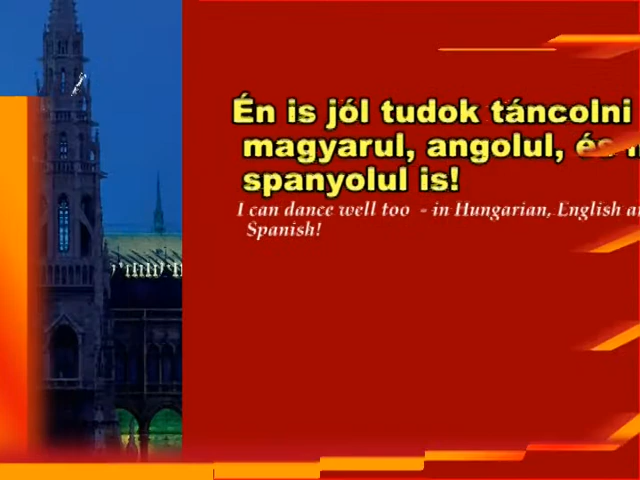 Én is jól tudok táncolni
magyarul, angolul, és
spanyolul is!
I can dance well too - in Hungarian, English
Spanish!